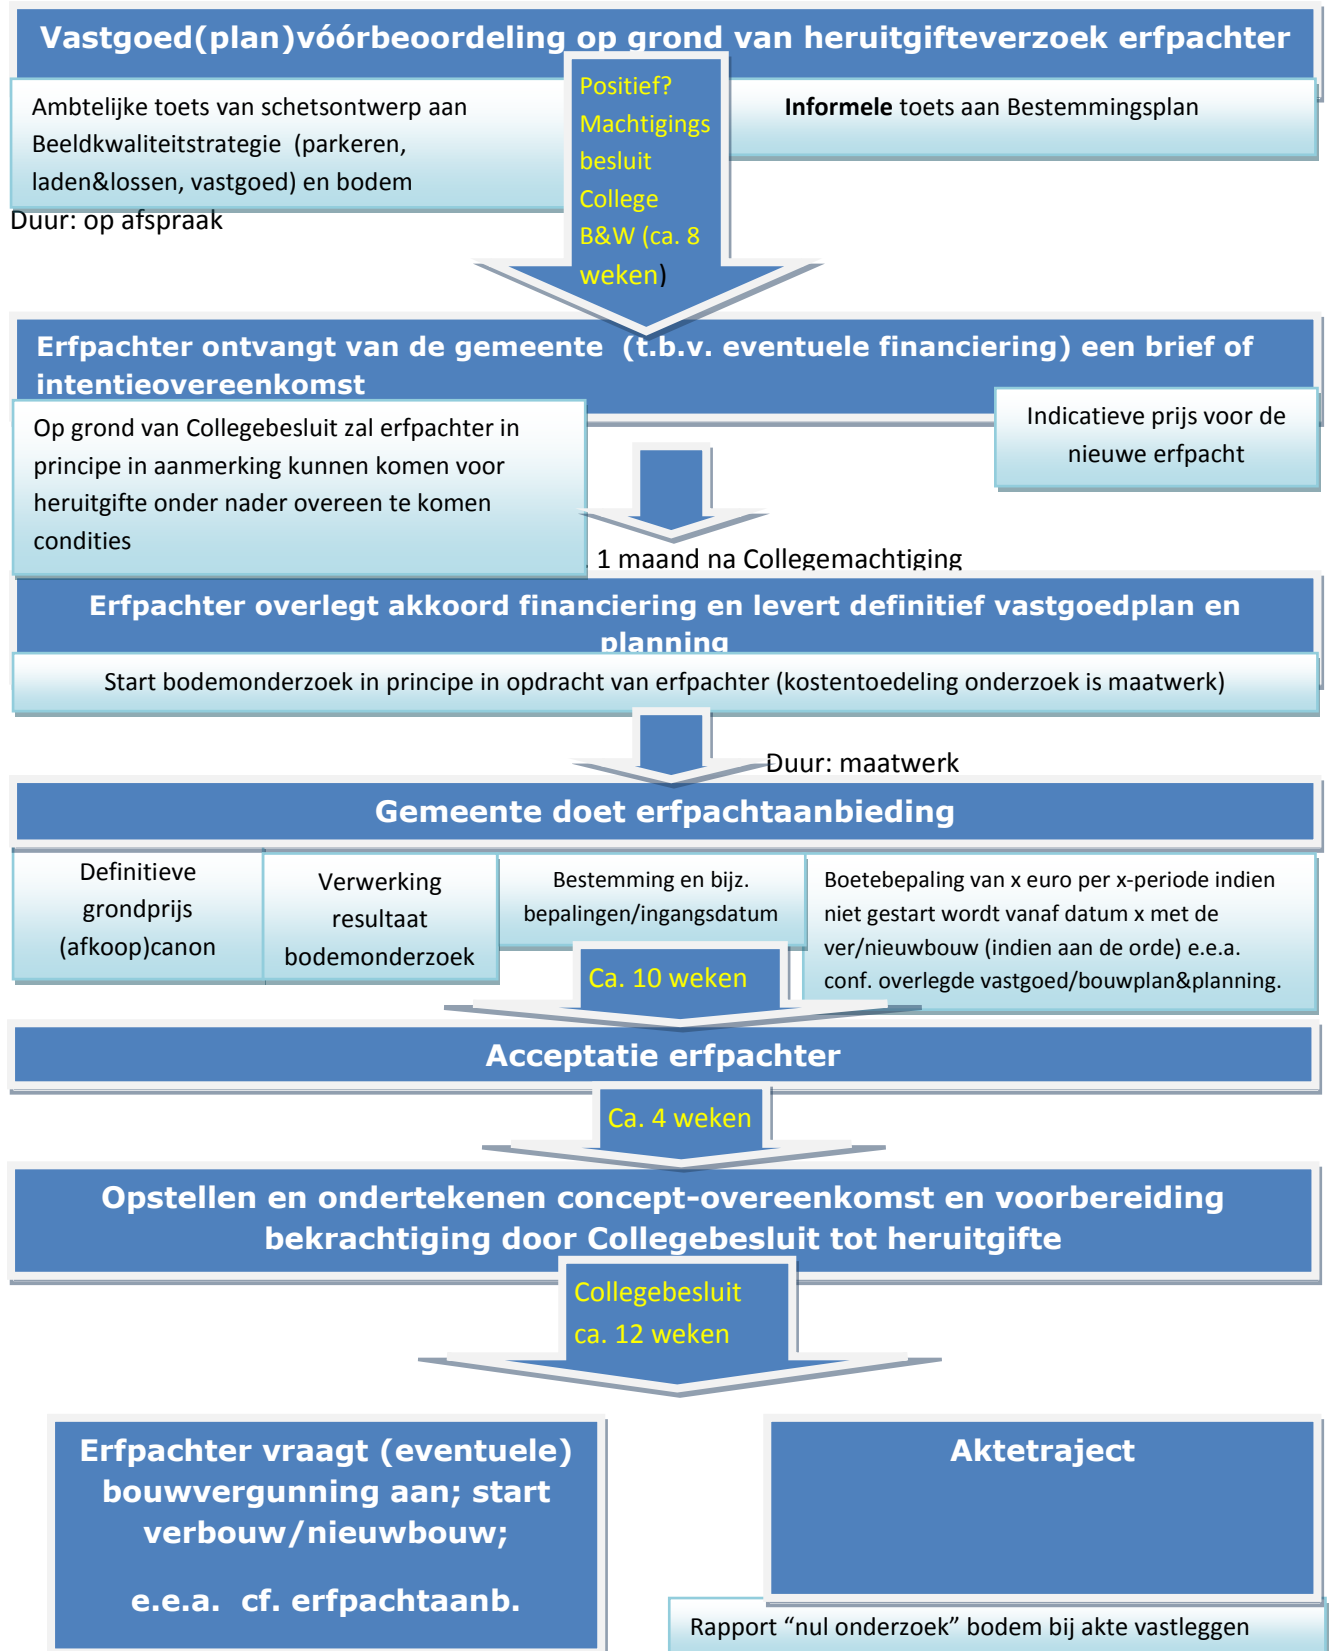 Vastgoed(plan)vóórbeoordeling op grond van heruitgifteverzoek erfpachter
Ambtelijke toets van schetsontwerp aan
Beeldkwaliteitstrategie (parkeren,
laden&lossen, vastgoed) en bodem
Duur: op afspraak
Positief?
Machtigings
besluit
College
B&W (ca. 8
weken)
Informele toets aan Bestemmingsplan
Erfpachter ontvangt van de gemeente (t.b.v. eventuele financiering) een brief of
intentieovereenkomst
Op grond van Collegebesluit zal erfpachter in
principe in aanmerking kunnen komen voor
heruitgifte onder nader overeen te komen
condities
Indicatieve prijs voor de
nieuwe erfpacht
1 maand na Collegemachtiging
Erfpachter overlegt akkoord financiering en levert definitief vastgoedplan en
planning
Start bodemonderzoek in principe in opdracht van erfpachter (kostentoedeling onderzoek is maatwerk)
Duur: maatwerk
Gemeente doet erfpachtaanbieding
Definitieve
grondprijs
(afkoop)canon
Verwerking
resultaat
bodemonderzoek
Bestemming en bijz.
bepalingen/ingangsdatum
Boetebepaling van x euro per x-periode indien
niet gestart wordt vanaf datum x met de
ver/nieuwbouw (indien aan de orde) e.e.a.
conf. overlegde vastgoed/bouwplan&planning.
Ca. 10 weken
Acceptatie erfpachter
Ca. 4 weken
Opstellen en ondertekenen concept-overeenkomst en voorbereiding
bekrachtiging door Collegebesluit tot heruitgifte
Collegebesluit
ca. 12 weken
Erfpachter vraagt (eventuele)
bouwvergunning aan; start
verbouw/nieuwbouw;
e.e.a. cf. erfpachtaanb.
Aktetraject
Rapport “nul onderzoek” bodem bij akte vastleggen